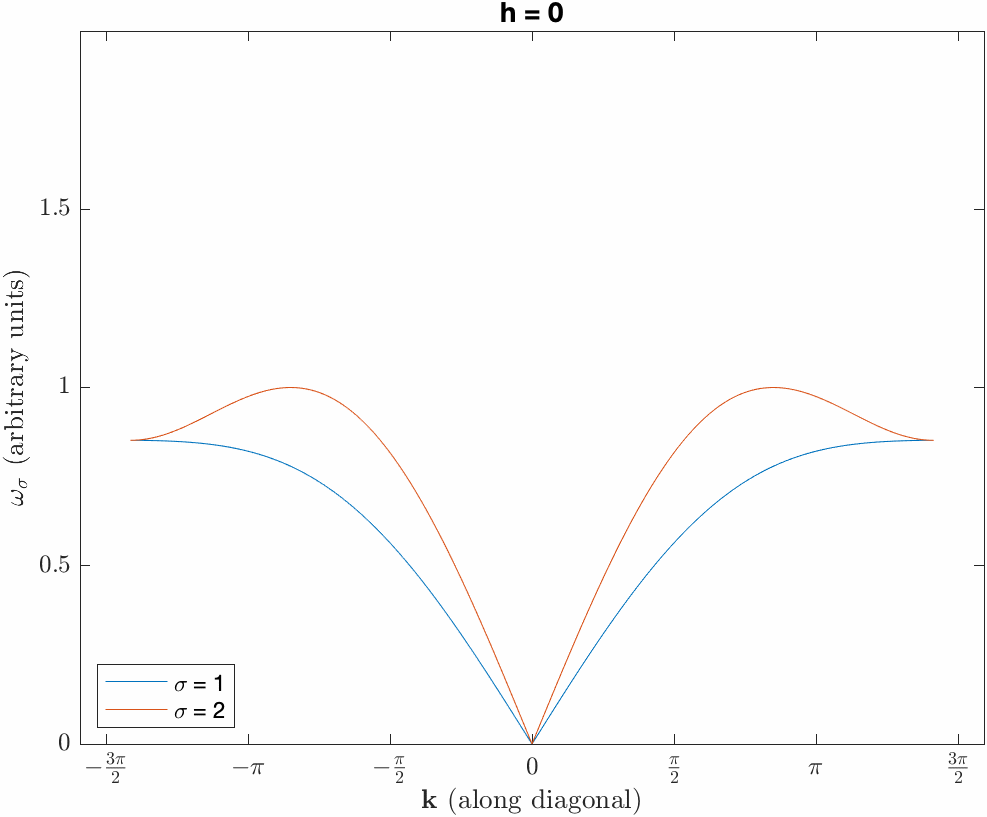 h = 0
1.5
1
0.5
0
ω_σ (arbitrary units)
σ = 1
σ = 2
−3π/2 −π −π/2 0 π/2 π 3π/2
k (along diagonal)